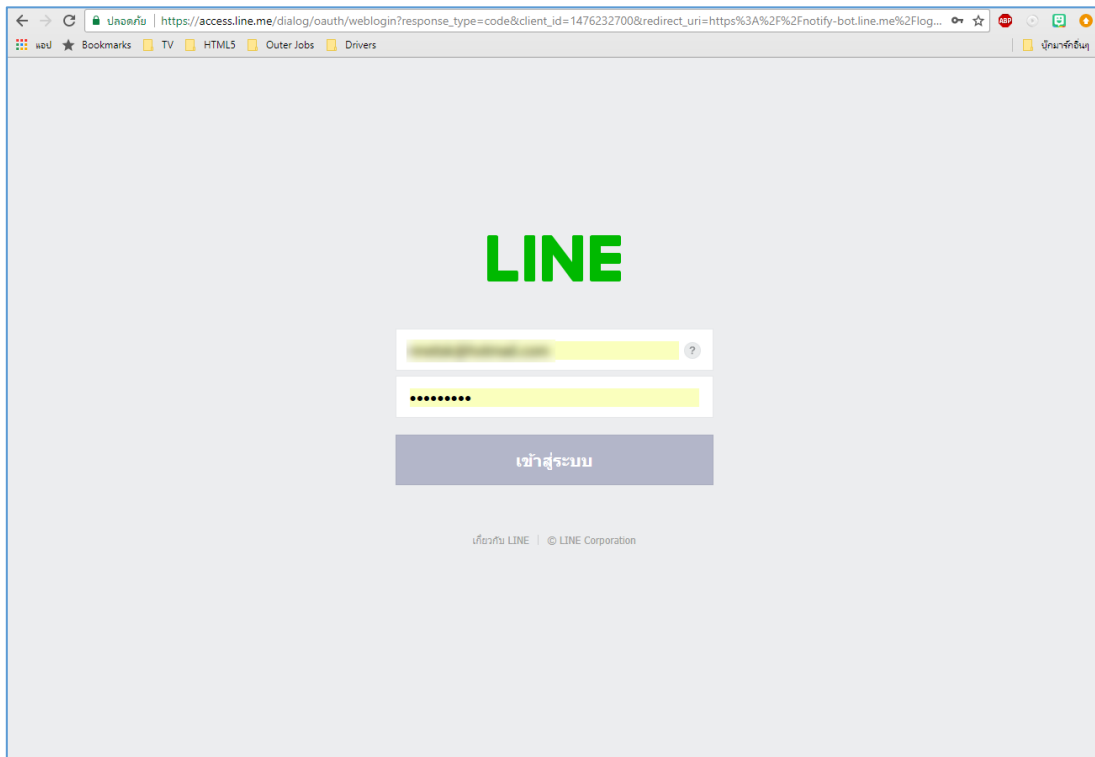 ปลอดภัย https://access.line.me/dialog/oauth/weblogin?response_type=code&client_id=1476232700&redirect_uri=https%3A%2F%2Fnotify-bot.line.me%2Flog... ABP
แอป Bookmarks TV HTML5 Outer Jobs Drivers บุ๊กมาร์กอื่นๆ
LINE
?
•••••••••
เข้าสู่ระบบ
เกี่ยวกับ LINE | © LINE Corporation